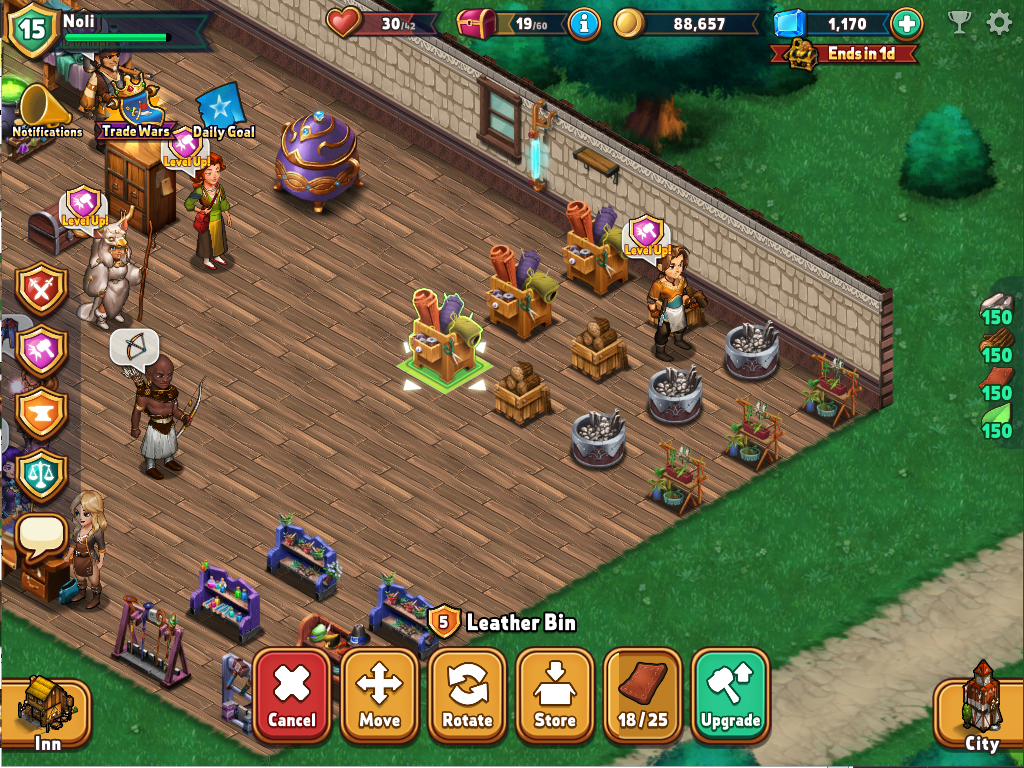 15
Noli
30/42
19/60
i
88,657
1,170
Ends in 1d
Notifications
Trade Wars
Daily Goal
Level Up!
Level Up!
Level Up!
150
150
150
150
5 Leather Bin
Cancel
Move
Rotate
Store
18/25
Upgrade
Inn
City